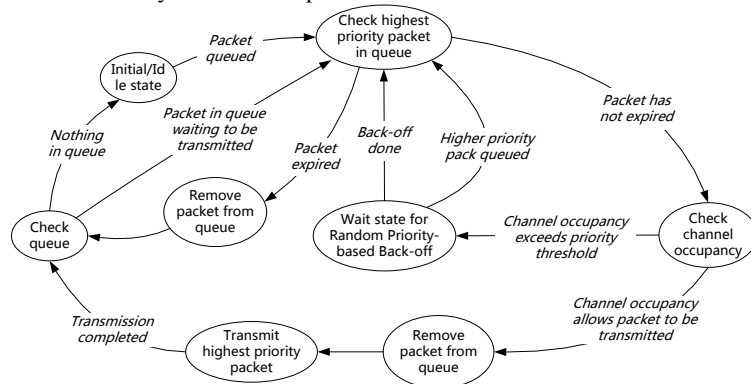 Check highest
priority packet
in queue
Packet
queued
Initial/Id
le state
Packet in queue
waiting to be
transmitted
Nothing
in queue
Packet
expired
Back-off
done
Higher priority
pack queued
Packet has
not expired
Remove
packet from
queue
Check
queue
Wait state for
Random Priority-
based Back-off
Channel occupancy
exceeds priority
threshold
Check
channel
occupancy
Transmission
completed
Transmit
highest priority
packet
Remove
packet from
queue
Channel occupancy
allows packet to be
transmitted